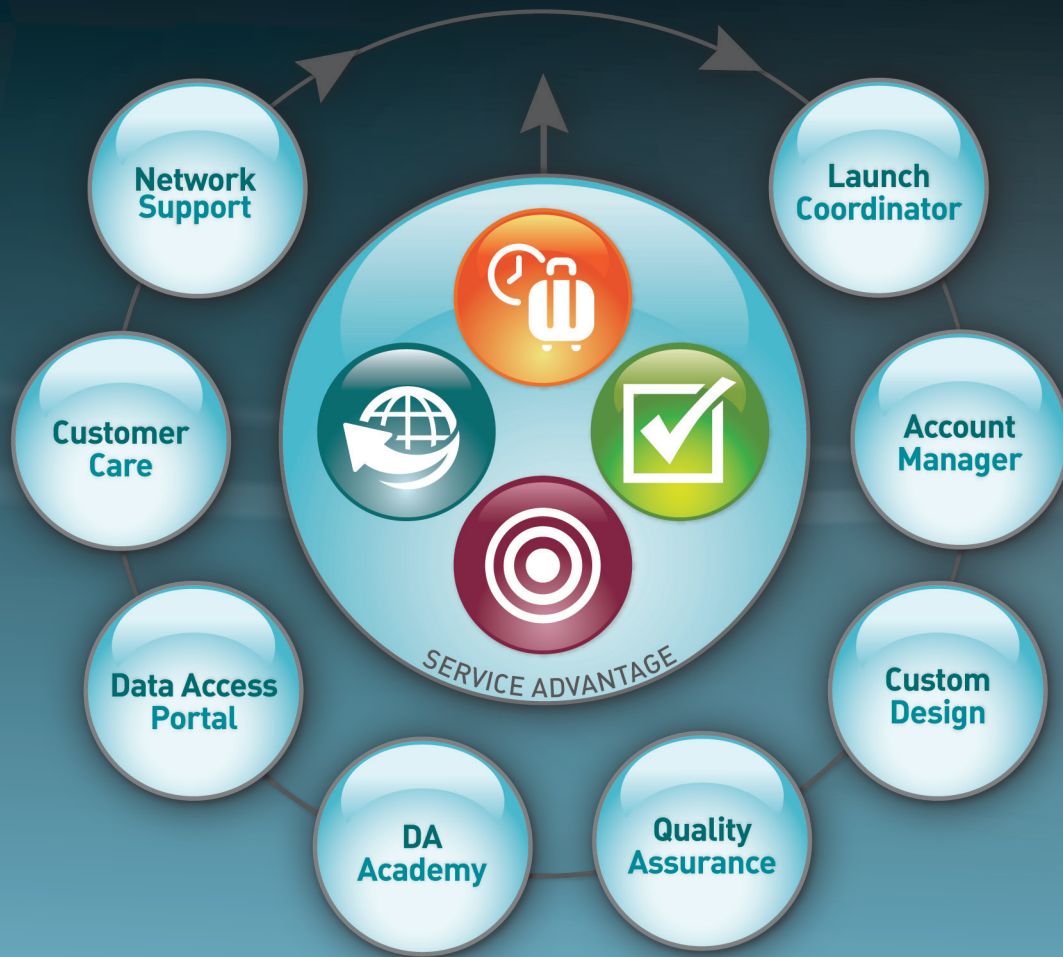 Network
Support
Launch
Coordinator
Customer
Care
Account
Manager
SERVICE ADVANTAGE
Data Access
Portal
Custom
Design
DA
Academy
Quality
Assurance